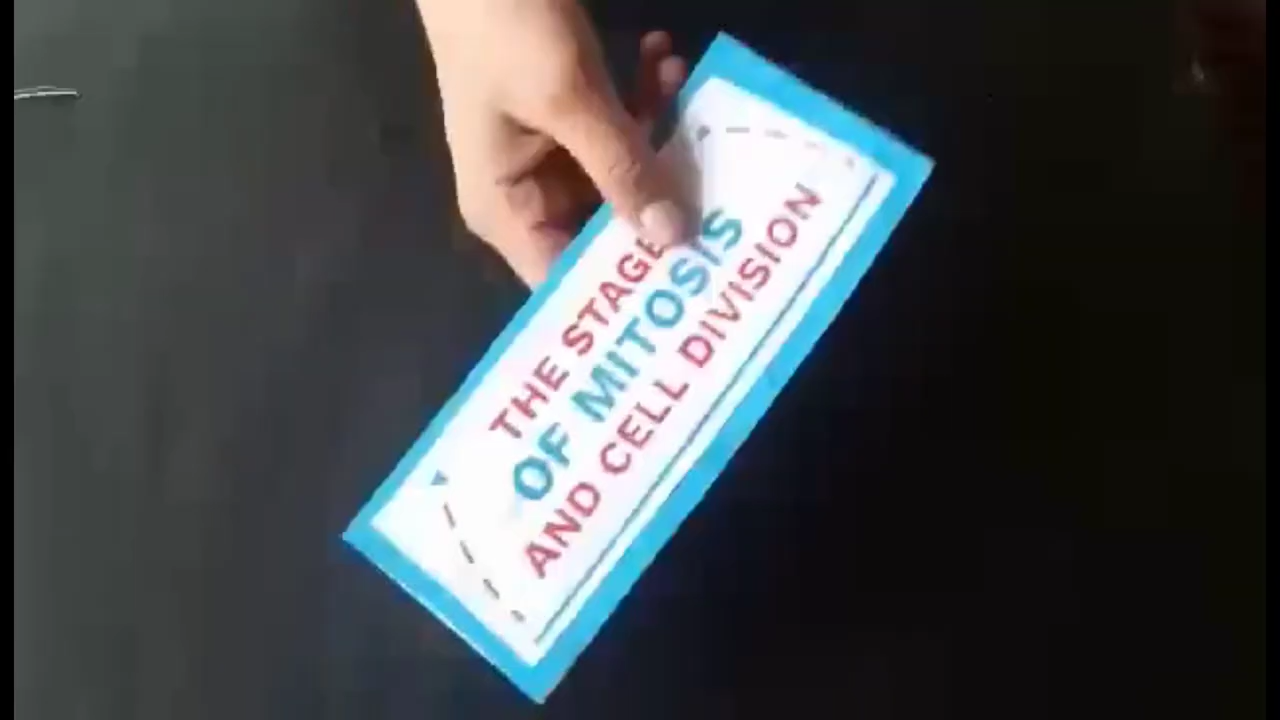 THE STAGE
OF MITOSIS
AND CELL DIVISION